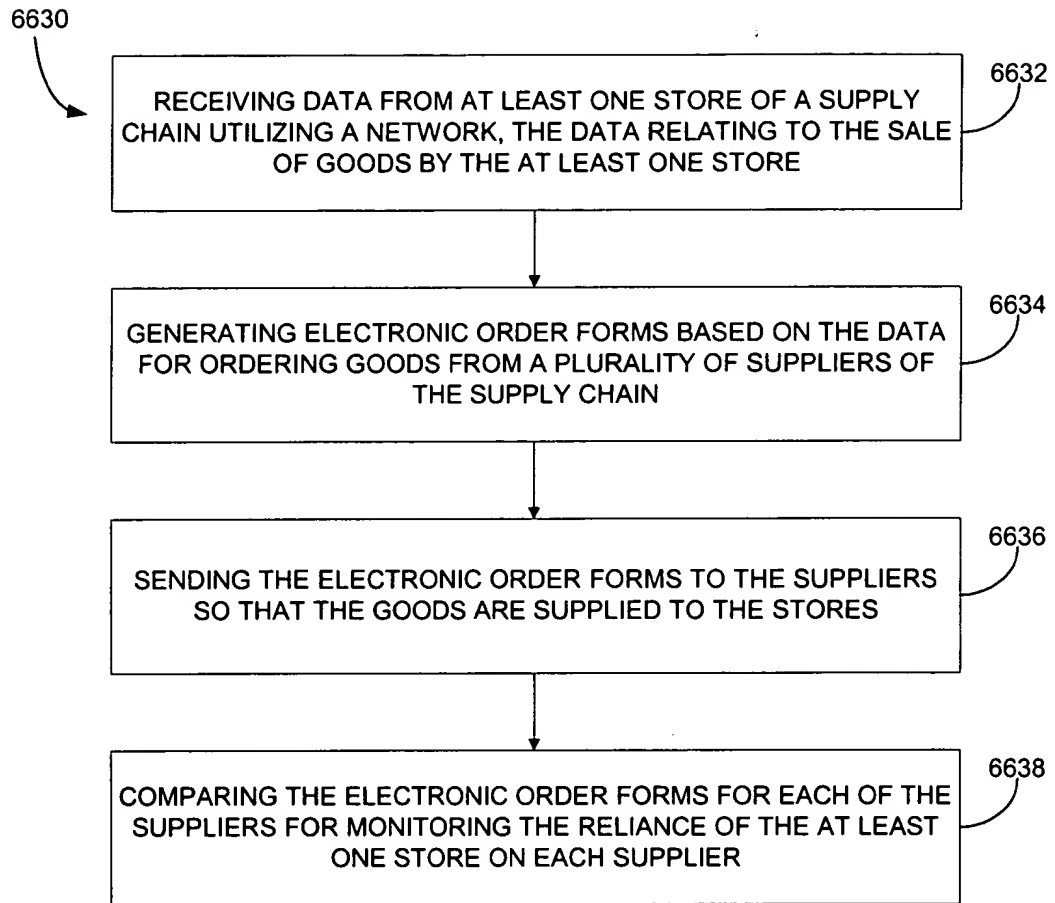 6630
6632
RECEIVING DATA FROM AT LEAST ONE STORE OF A SUPPLY
CHAIN UTILIZING A NETWORK, THE DATA RELATING TO THE SALE
OF GOODS BY THE AT LEAST ONE STORE
6634
GENERATING ELECTRONIC ORDER FORMS BASED ON THE DATA
FOR ORDERING GOODS FROM A PLURALITY OF SUPPLIERS OF
THE SUPPLY CHAIN
6636
SENDING THE ELECTRONIC ORDER FORMS TO THE SUPPLIERS
SO THAT THE GOODS ARE SUPPLIED TO THE STORES
6638
COMPARING THE ELECTRONIC ORDER FORMS FOR EACH OF THE
SUPPLIERS FOR MONITORING THE RELIANCE OF THE AT LEAST
ONE STORE ON EACH SUPPLIER